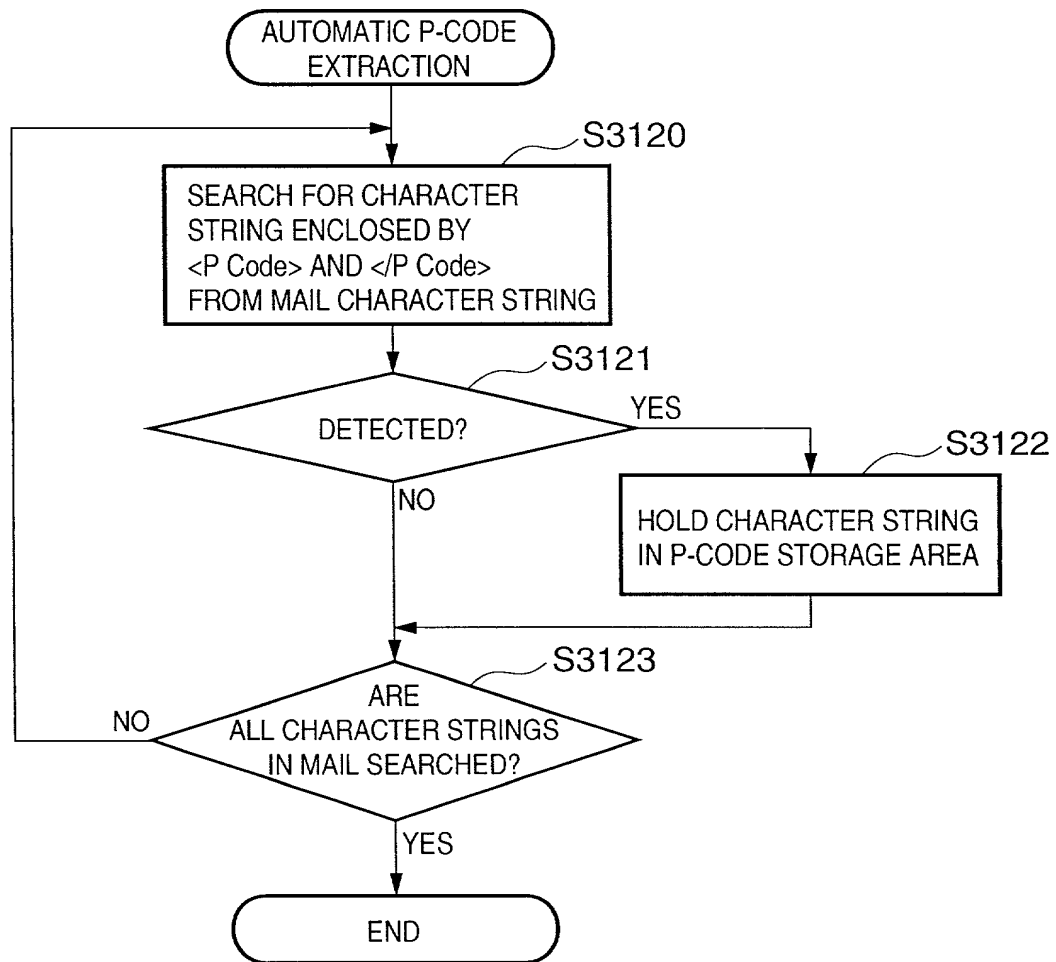 AUTOMATIC P-CODE
EXTRACTION
S3120
SEARCH FOR CHARACTER
STRING ENCLOSED BY
<P Code> AND </P Code>
FROM MAIL CHARACTER STRING
S3121
DETECTED?
YES
S3122
NO
HOLD CHARACTER STRING
IN P-CODE STORAGE AREA
S3123
ARE
ALL CHARACTER STRINGS
IN MAIL SEARCHED?
NO
YES
END